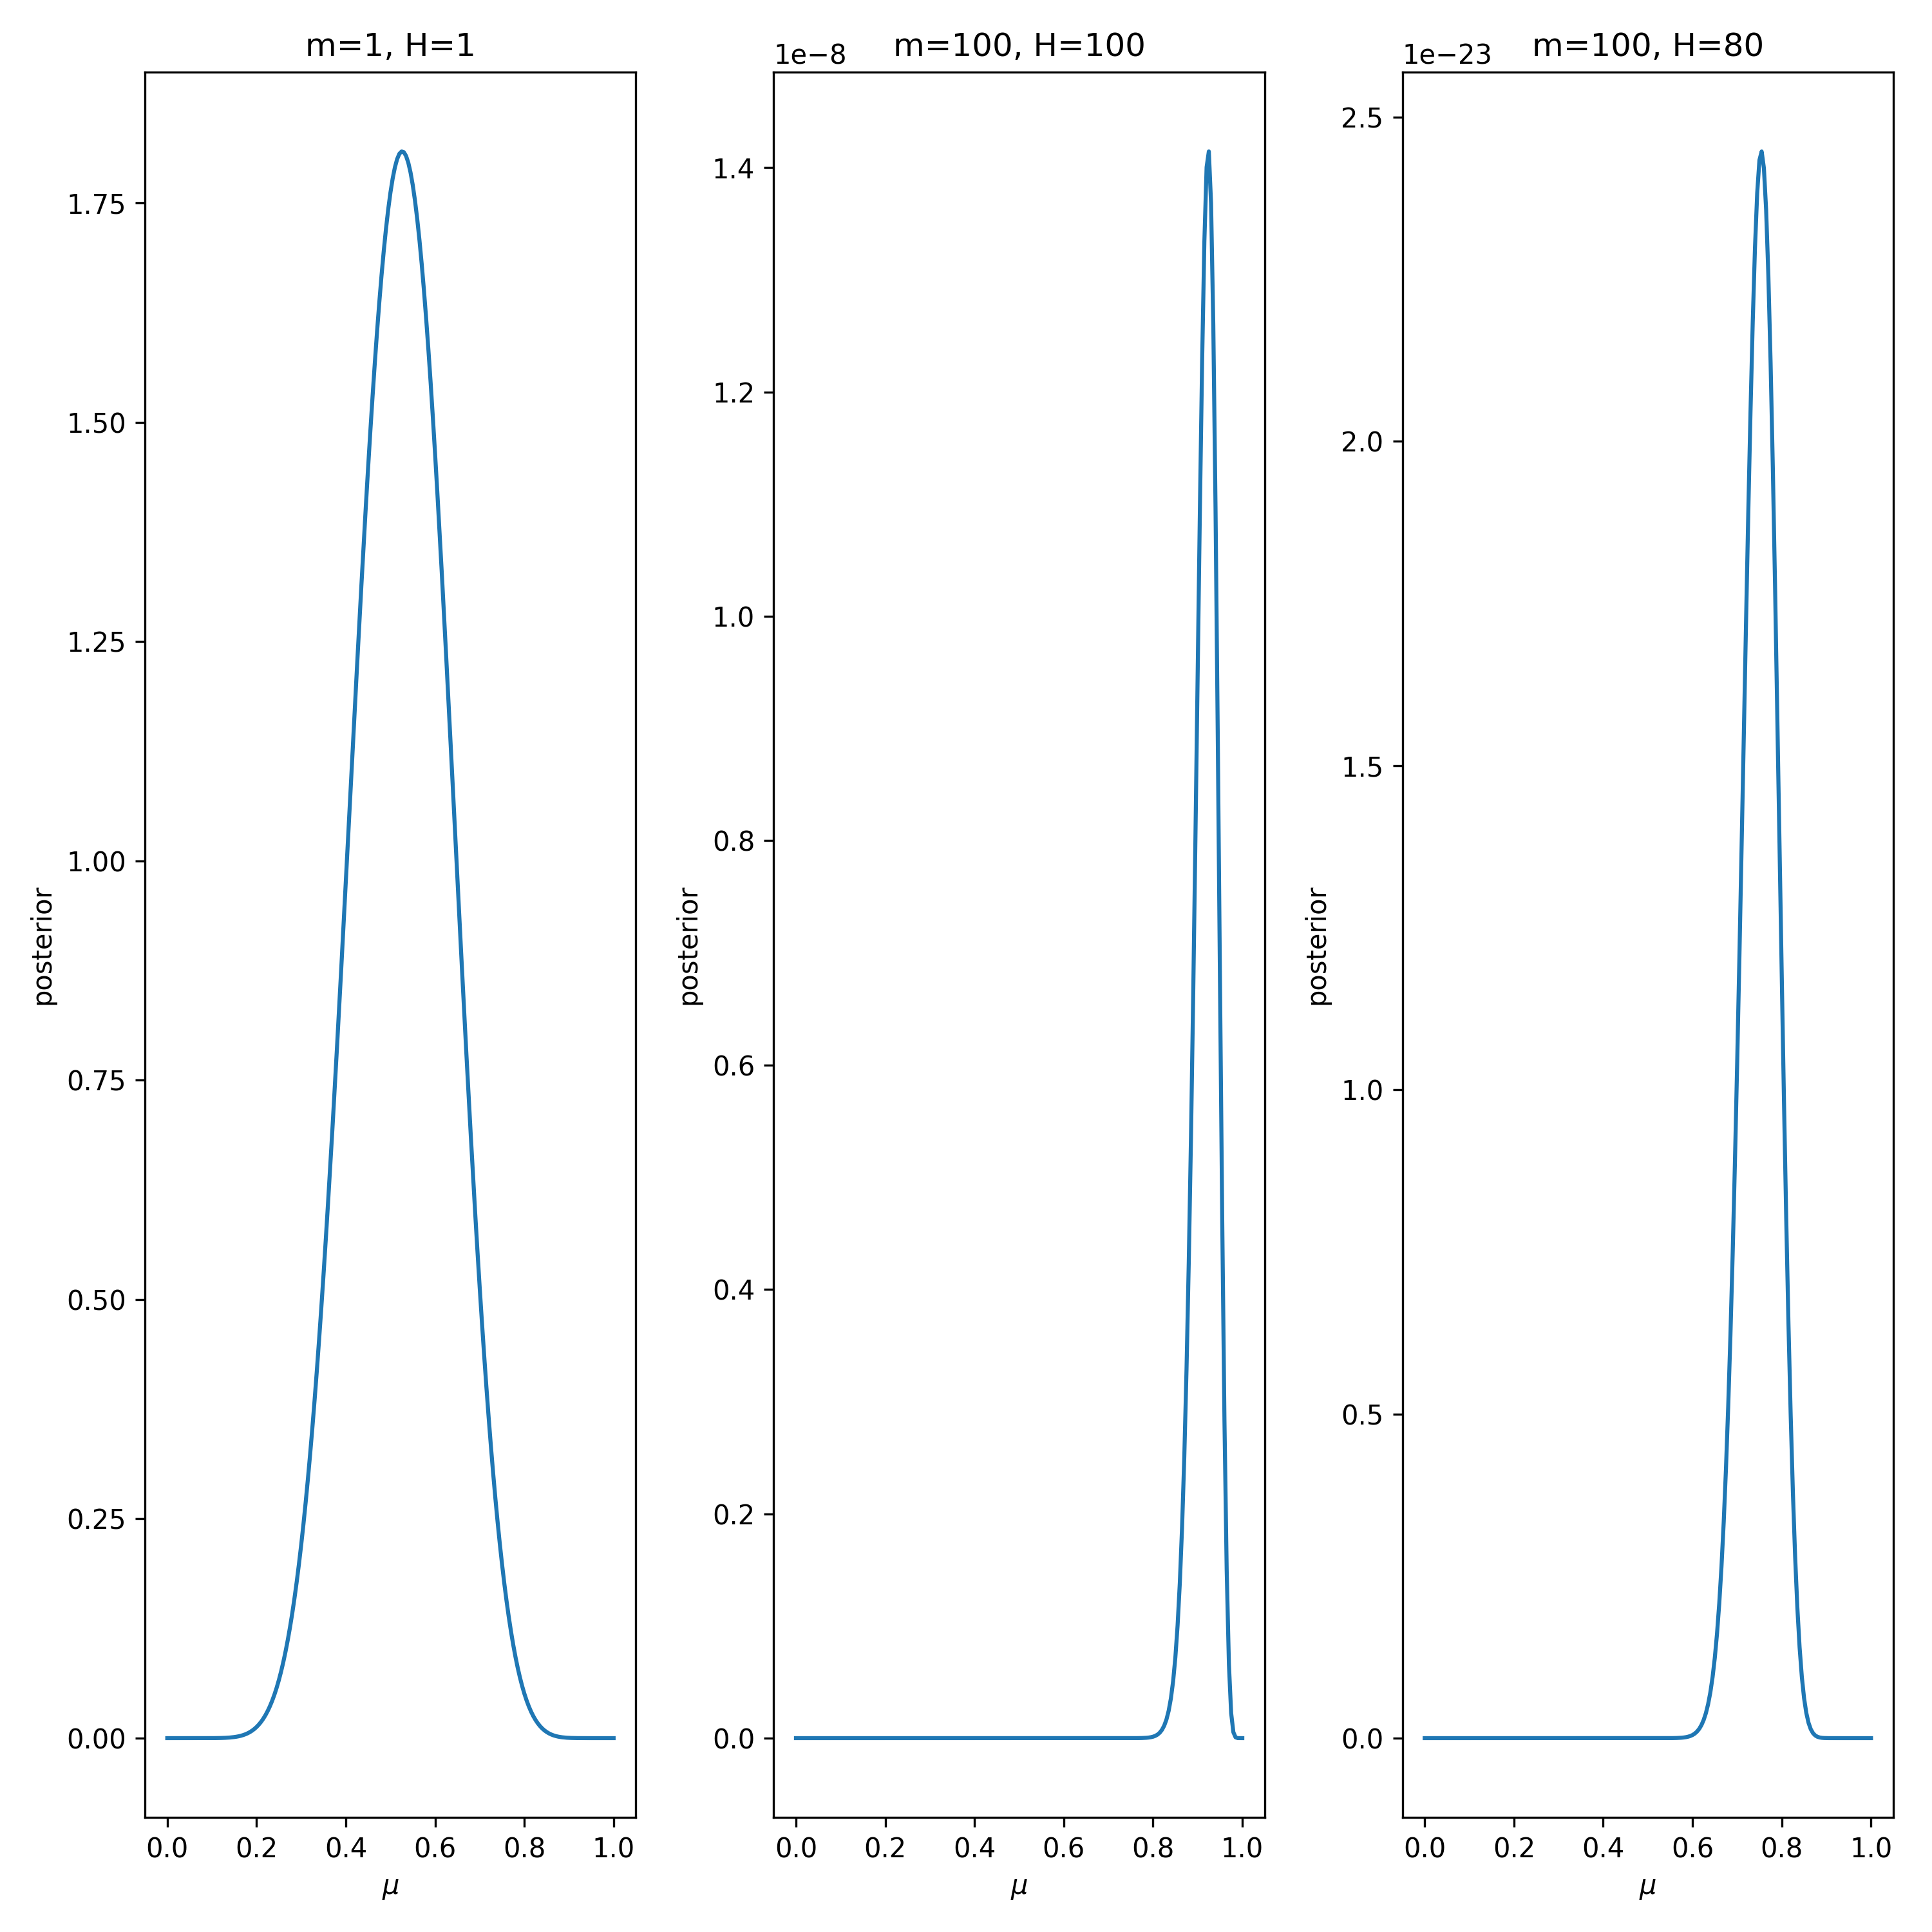 m=1, H=1
posterior
1.75
1.50
1.25
1.00
0.75
0.50
0.25
0.00
0.0 0.2 0.4 0.6 0.8 1.0
μ
m=100, H=100
1e−8
posterior
1.4
1.2
1.0
0.8
0.6
0.4
0.2
0.0
0.0 0.2 0.4 0.6 0.8 1.0
μ
m=100, H=80
1e−23
posterior
2.5
2.0
1.5
1.0
0.5
0.0
0.0 0.2 0.4 0.6 0.8 1.0
μ